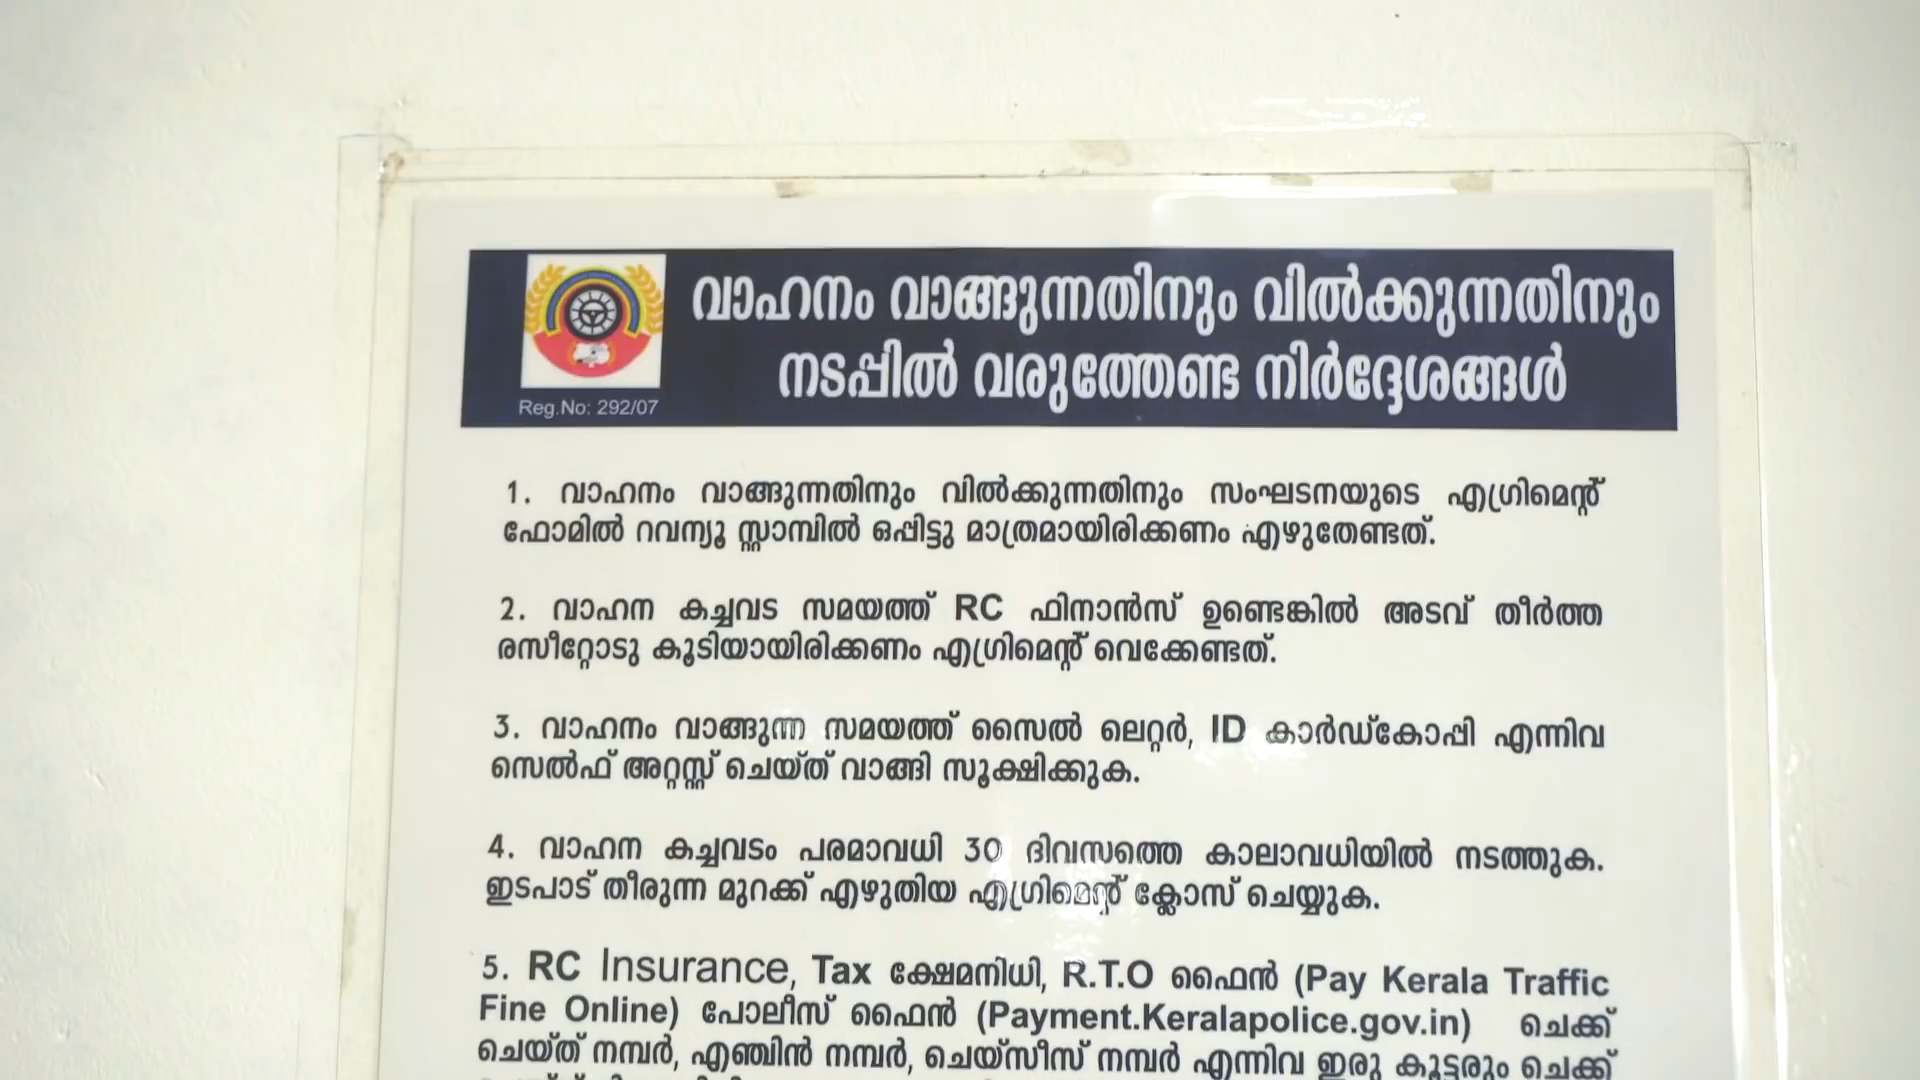 വാഹനം വാങ്ങുന്നതിനും വിൽക്കുന്നതിനും
നടപ്പിൽ വരുത്തേണ്ട നിർദ്ദേശങ്ങൾ
Reg.No: 292/07
1. വാഹനം വാങ്ങുന്നതിനും വിൽക്കുന്നതിനും സംഘടനയുടെ എഗ്രിമെന്റ്
ഫോമിൽ റവന്യൂ സ്റ്റാമ്പിൽ ഒപ്പിട്ടു മാത്രമായിരിക്കണം എഴുതേണ്ടത്.
2. വാഹന കച്ചവട സമയത്ത് RC ഫിനാൻസ് ഉണ്ടെങ്കിൽ അടവ് തീർത്ത
രസീറ്റോടു കൂടിയായിരിക്കണം എഗ്രിമെന്റ് വെക്കേണ്ടത്.
3. വാഹനം വാങ്ങുന്ന സമയത്ത് സൈൽ ലെറ്റർ, ID കാർഡ്കോപ്പി എന്നിവ
സെൽഫ് അറ്റസ്റ്റ് ചെയ്ത് വാങ്ങി സൂക്ഷിക്കുക.
4. വാഹന കച്ചവടം പരമാവധി 30 ദിവസത്തെ കാലാവധിയിൽ നടത്തുക.
ഇടപാട് തീരുന്ന മുറക്ക് എഴുതിയ എഗ്രിമെന്റ് ക്ലോസ് ചെയ്യുക.
5. RC Insurance, Tax ക്ഷേമനിധി, R.T.O ഫൈൻ (Pay Kerala Traffic
Fine Online) പോലീസ് ഫൈൻ (Payment.Keralapolice.gov.in) ചെക്ക്
ചെയ്ത് നമ്പർ, എഞ്ചിൻ നമ്പർ, ചെയ്സീസ് നമ്പർ എന്നിവ ഇരു കൂട്ടരും ചെക്ക്